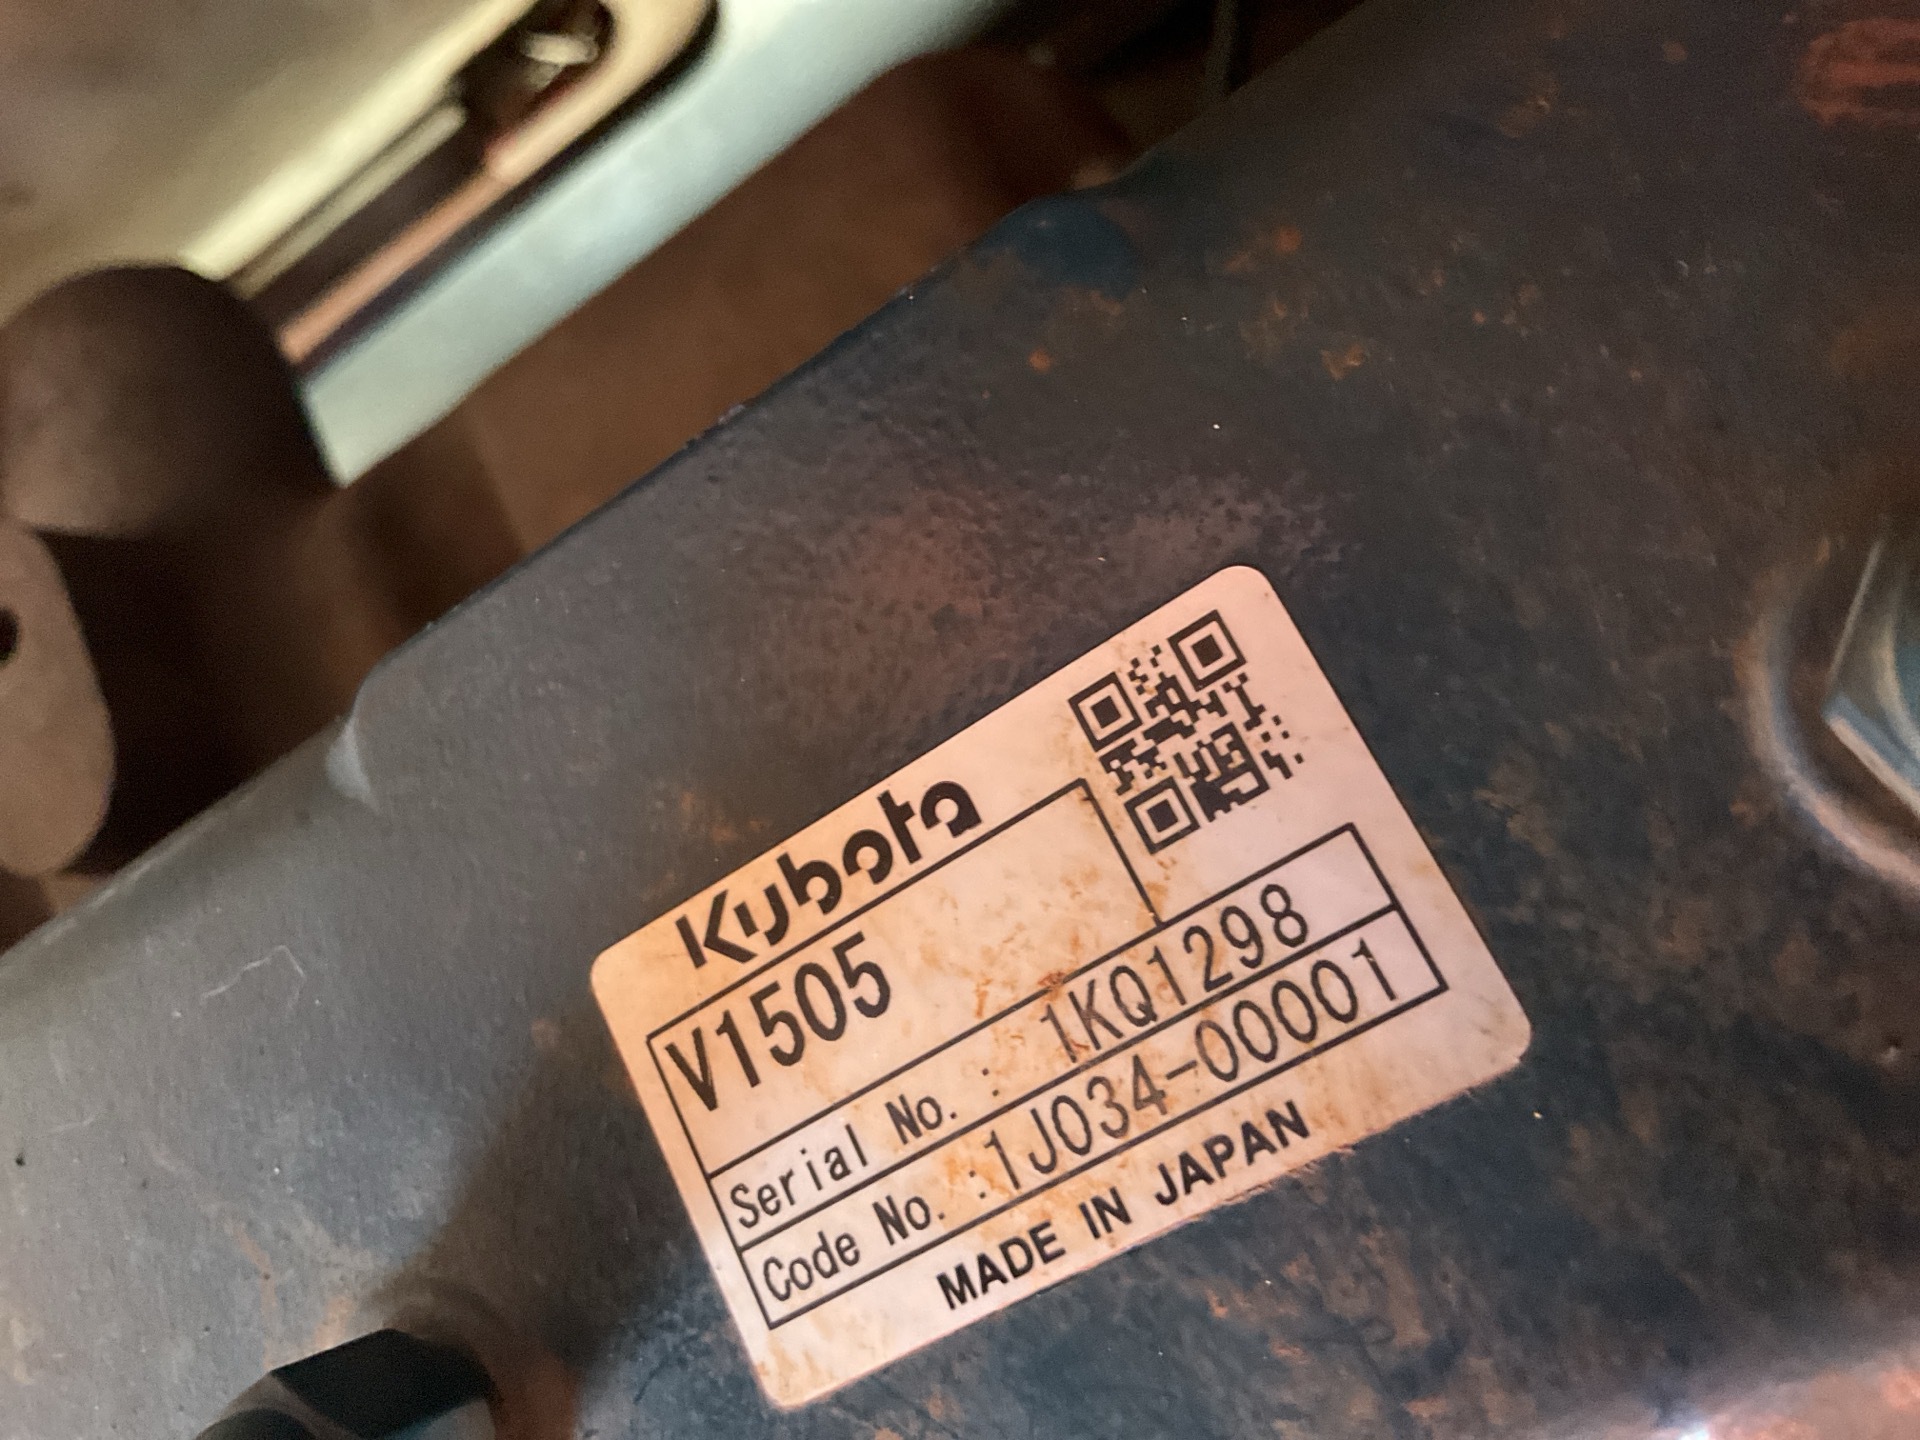 Kubota
V1505
Serial No. : 1KQ1298
Code No. :1J034-00001
MADE IN JAPAN